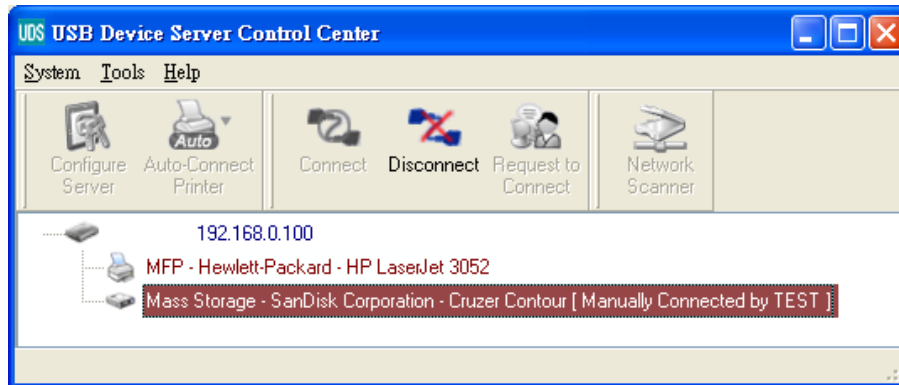 UDS USB Device Server Control Center
System Tools Help
Configure Server
Auto
Auto-Connect Printer
Connect
Disconnect
Request to Connect
Network Scanner
192.168.0.100
MFP - Hewlett-Packard - HP LaserJet 3052
Mass Storage - SanDisk Corporation - Cruzer Contour [ Manually Connected by TEST ]